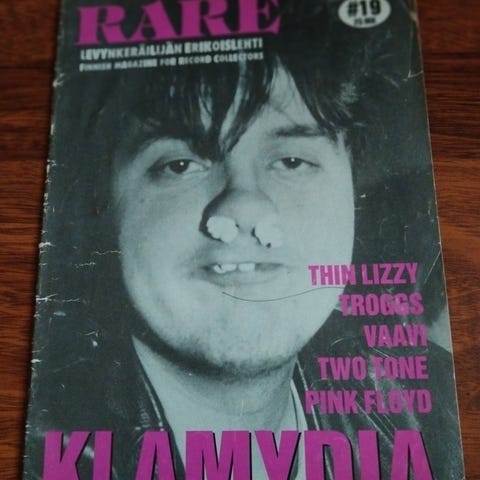 RARE
#19
LEVYNKERÄILIJÄN ERIKOISLEHTI
FINNISH MAGAZINE FOR RECORD COLLECTORS
THIN LIZZY
TROGGS
VAAVI
TWO TONE
PINK FLOYD
KLAMYDIA